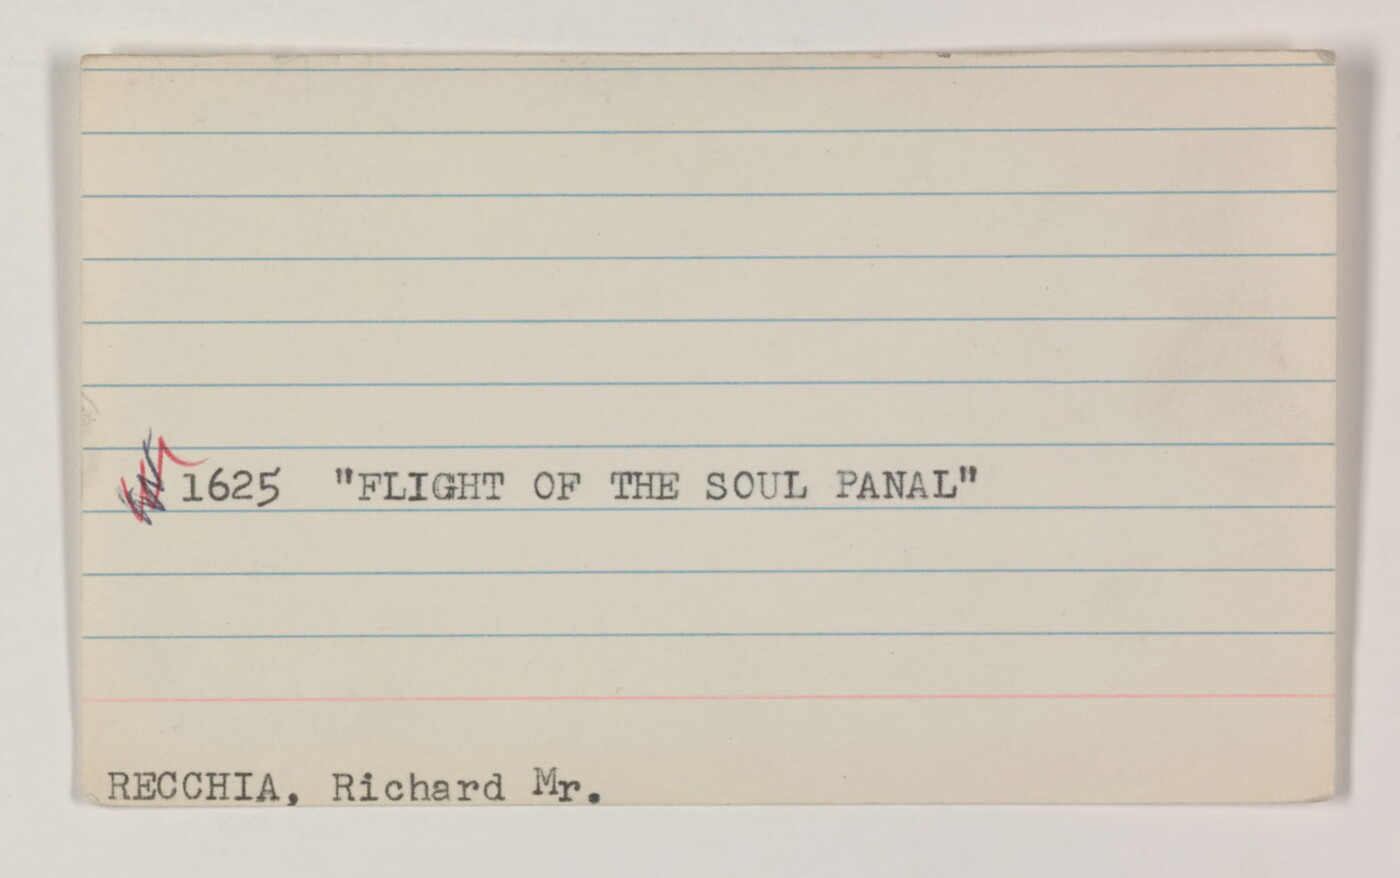 1625 "FLIGHT OF THE SOUL PANAL"
RECCHIA, Richard Mr.